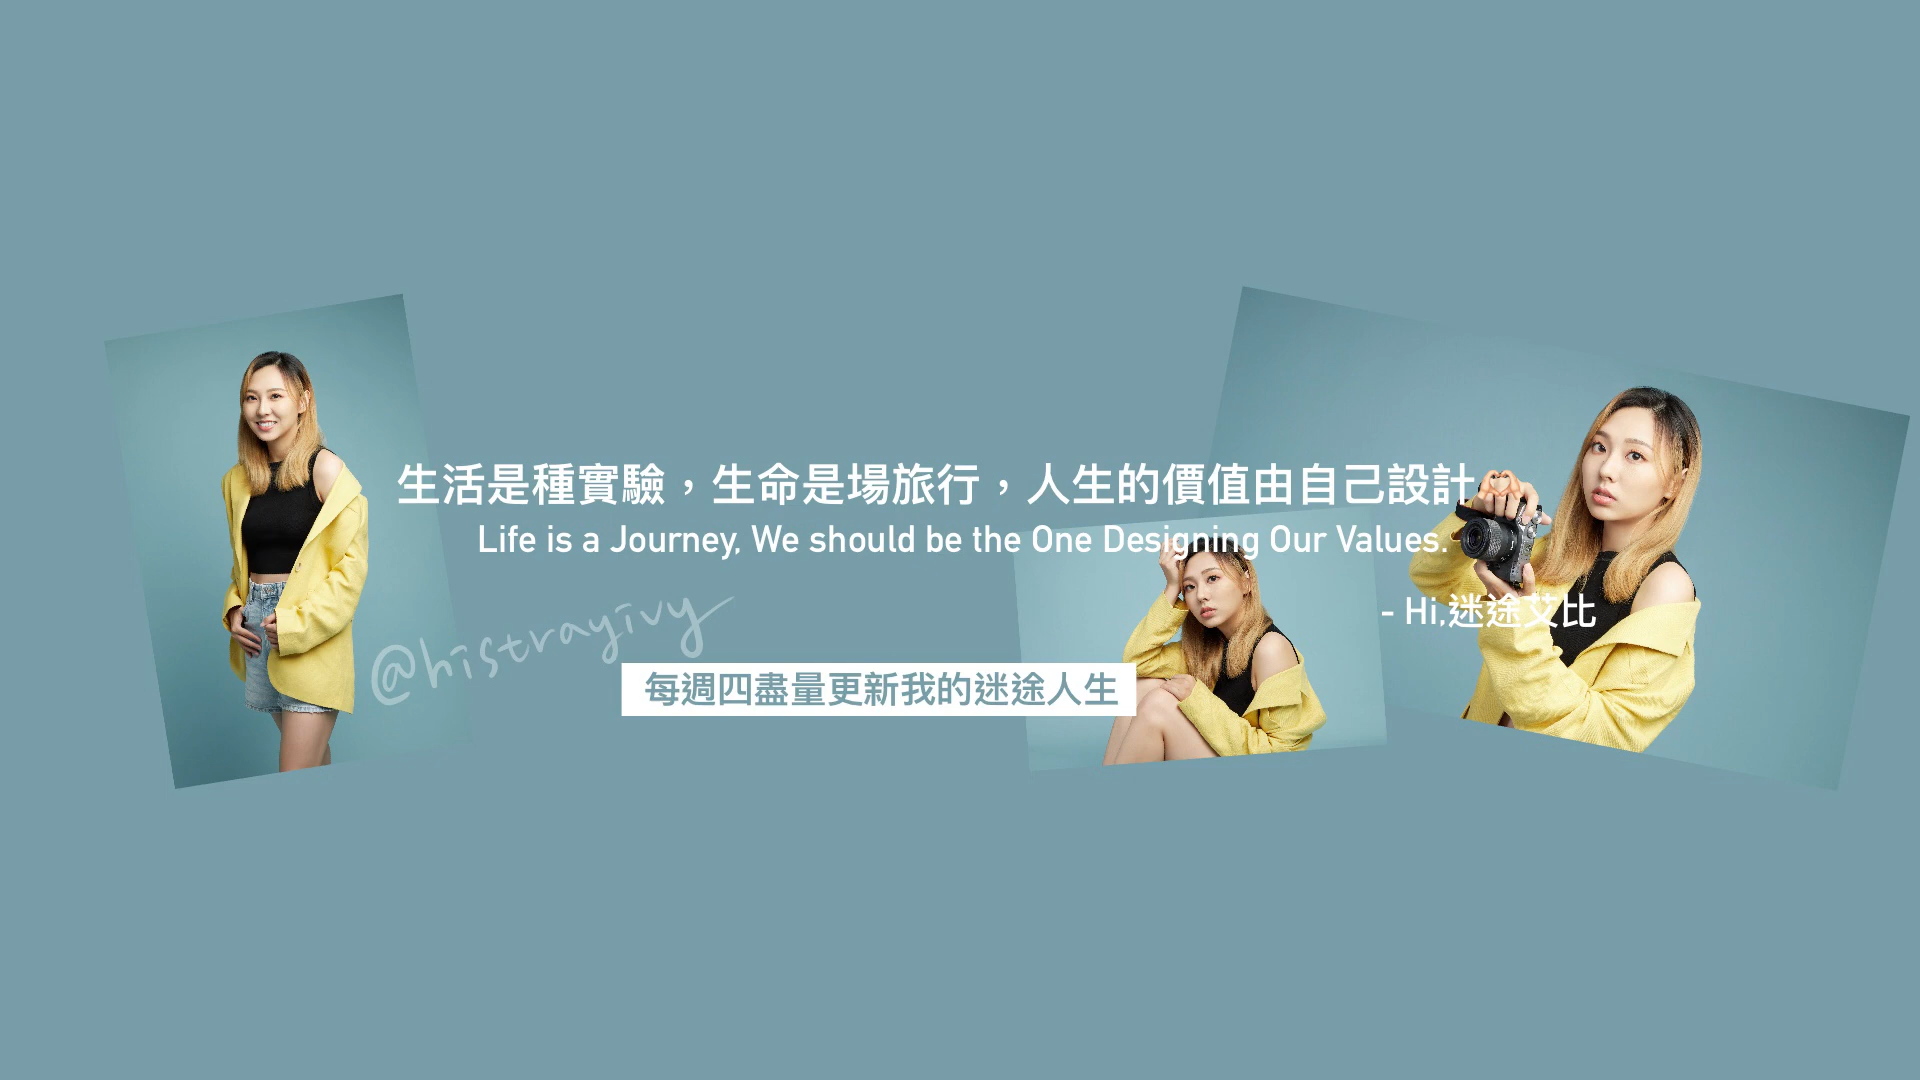 生活是種實驗，生命是場旅行，人生的價值由自己設計
Life is a Journey, We should be the One Designing Our Values.
- Hi,迷途艾比
@histrayivy
每週四盡量更新我的迷途人生